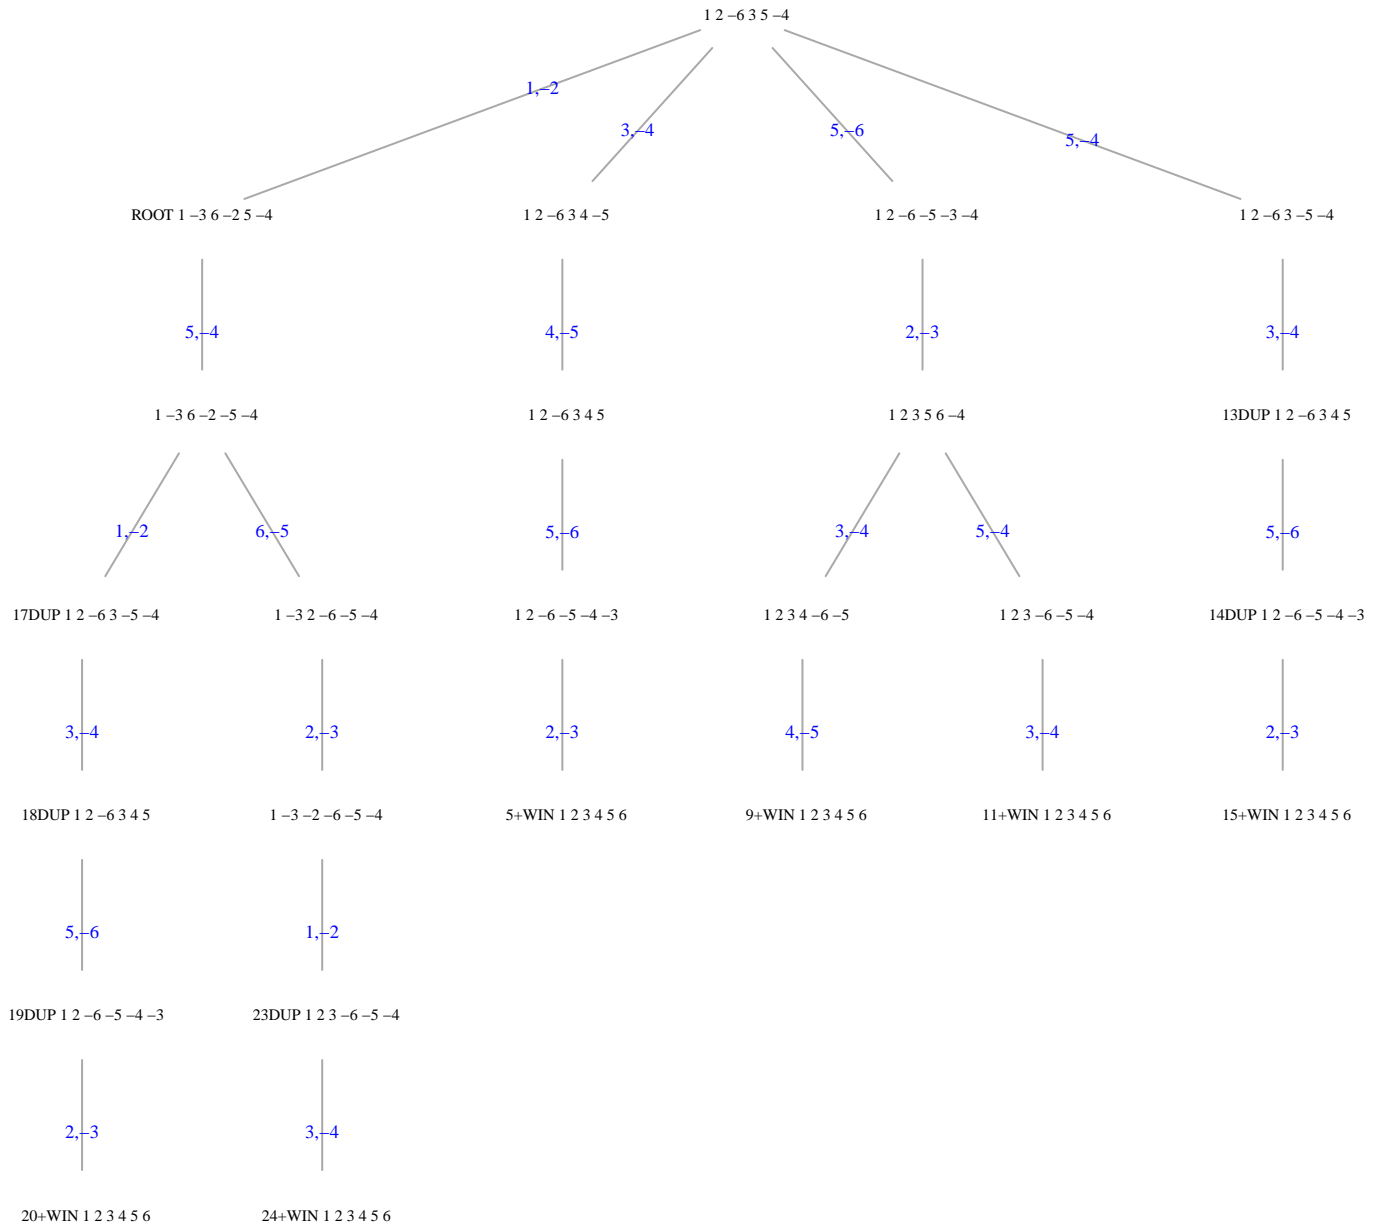 1 2 −6 3 5 −4
1,−2
3,−4
5,−6
5,−4
ROOT 1 −3 6 −2 5 −4
1 2 −6 3 4 −5
1 2 −6 −5 −3 −4
1 2 −6 3 −5 −4
5,−4
4,−5
2,−3
3,−4
1 −3 6 −2 −5 −4
1 2 −6 3 4 5
1 2 3 5 6 −4
13DUP 1 2 −6 3 4 5
1,−2
6,−5
5,−6
3,−4
5,−4
5,−6
17DUP 1 2 −6 3 −5 −4
1 −3 2 −6 −5 −4
1 2 −6 −5 −4 −3
1 2 3 4 −6 −5
1 2 3 −6 −5 −4
14DUP 1 2 −6 −5 −4 −3
3,−4
2,−3
2,−3
4,−5
3,−4
2,−3
18DUP 1 2 −6 3 4 5
1 −3 −2 −6 −5 −4
5+WIN 1 2 3 4 5 6
9+WIN 1 2 3 4 5 6
11+WIN 1 2 3 4 5 6
15+WIN 1 2 3 4 5 6
5,−6
1,−2
19DUP 1 2 −6 −5 −4 −3
23DUP 1 2 3 −6 −5 −4
2,−3
3,−4
20+WIN 1 2 3 4 5 6
24+WIN 1 2 3 4 5 6